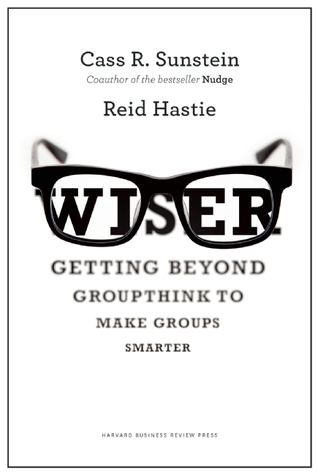 Cass R. Sunstein
Coauthor of the bestseller Nudge
Reid Hastie
WISER
GETTING BEYOND
GROUPTHINK TO
MAKE GROUPS
SMARTER
HARVARD BUSINESS REVIEW PRESS